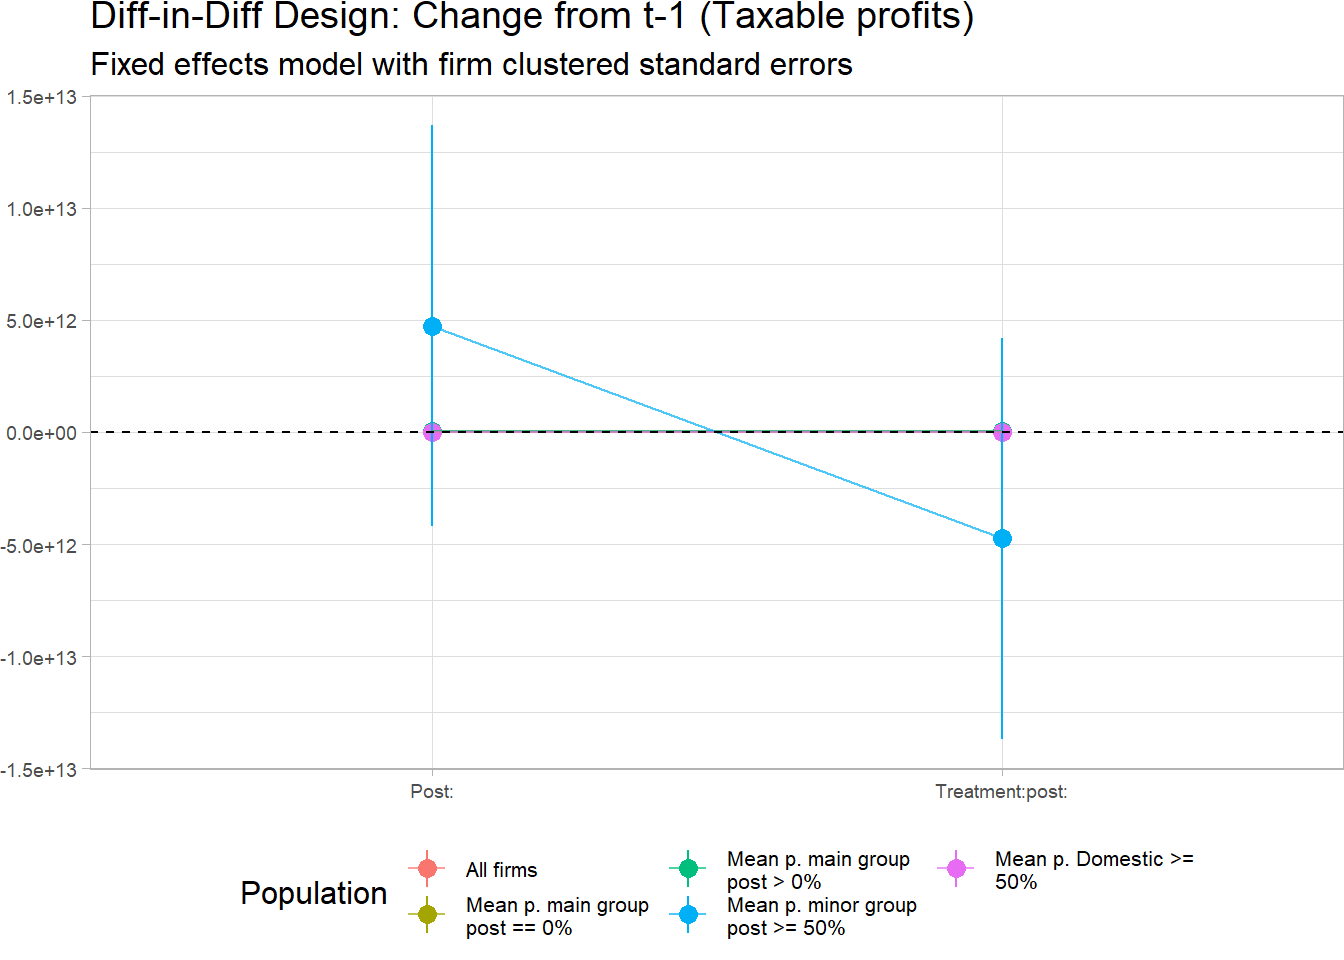 Diff-in-Diff Design: Change from t-1 (Taxable profits)
Fixed effects model with firm clustered standard errors
1.5e+13
1.0e+13
5.0e+12
0.0e+00
-5.0e+12
-1.0e+13
-1.5e+13
Post:
Treatment:post:
Population
All firms
Mean p. main group
post == 0%
Mean p. main group
post > 0%
Mean p. minor group
post >= 50%
Mean p. Domestic >=
50%